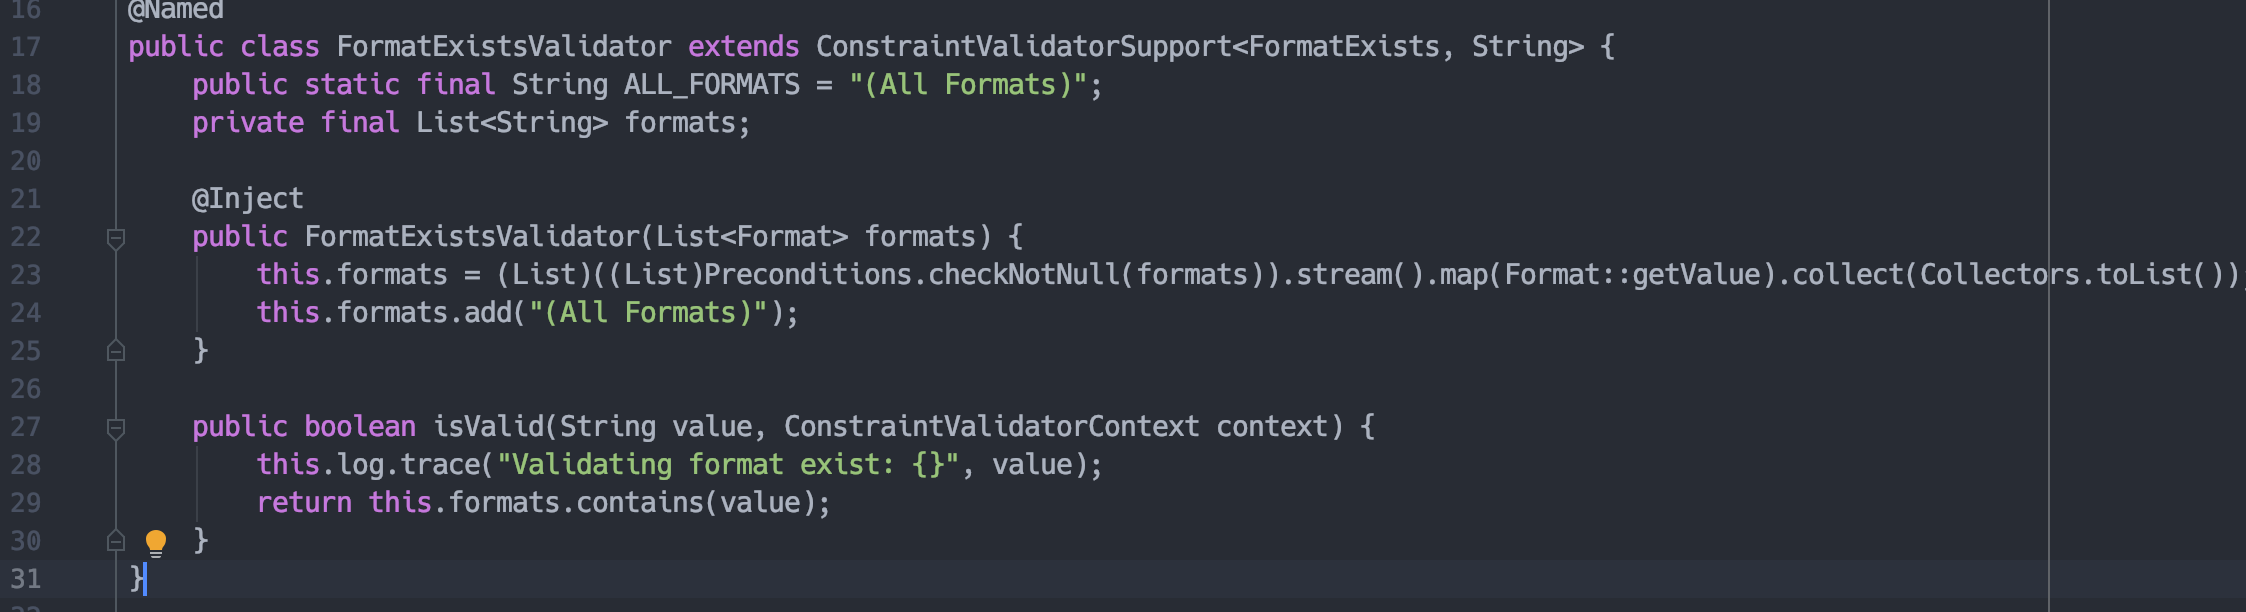 16 @Named
17 public class FormatExistsValidator extends ConstraintValidatorSupport<FormatExists, String> {
18 public static final String ALL_FORMATS = "(All Formats)";
19 private final List<String> formats;
20
21 @Inject
22 public FormatExistsValidator(List<Format> formats) {
23 this.formats = (List)((List)Preconditions.checkNotNull(formats)).stream().map(Format::getValue).collect(Collectors.toList());
24 this.formats.add("(All Formats)");
25 }
26
27 public boolean isValid(String value, ConstraintValidatorContext context) {
28 this.log.trace("Validating format exist: {}", value);
29 return this.formats.contains(value);
30 }
31 }